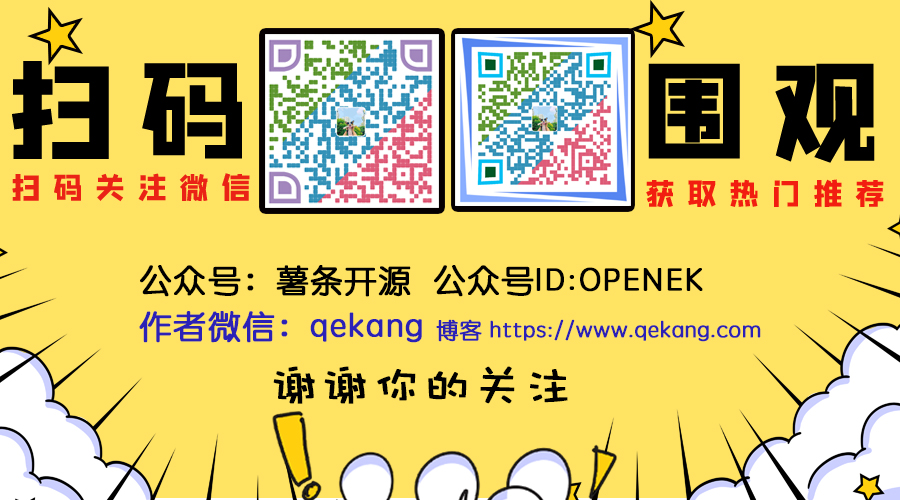 扫码 围观
扫码关注微信 获取热门推荐
公众号：薯条开源 公众号ID:OPENEK
作者微信：qekang 博客 https://www.qekang.com
谢谢你的关注